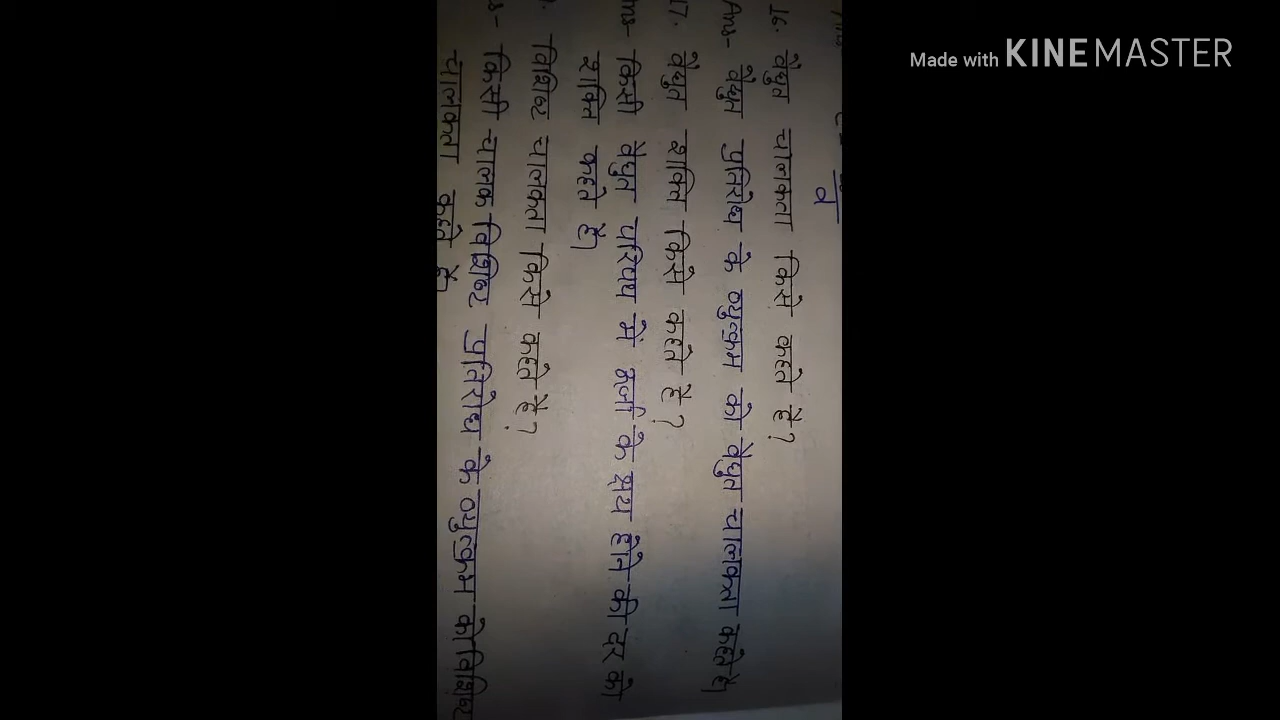 Made with KINEMASTER
व
16. वैधुत चालकता किसे कहते हैं?
Ans- वैधुत प्रतिरोध के व्युत्क्रम को वैधुत चालकता कहते हैं।
17. वैधुत शक्ति किसे कहते हैं?
ns- किसी वैधुत परिपथ में ऊर्जा के क्षय होने की दर को
शक्ति कहते हैं।
विशिष्ट चालकता किसे कहते हैं?
s- किसी चालक विशिष्ट प्रतिरोध के व्युत्क्रम को विशिष्ट
चालकता कहते हैं